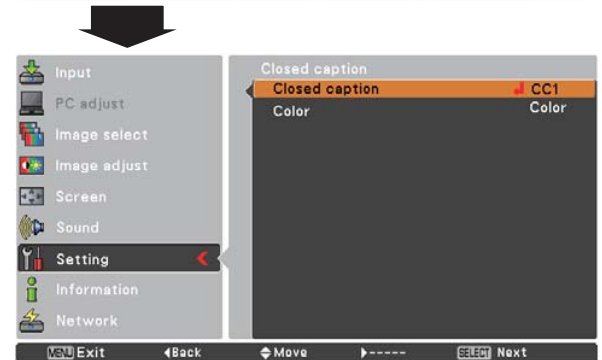 Input
PC adjust
Image select
Image adjust
Screen
Sound
Setting
Information
Network
Closed caption
Closed caption CC1
Color Color
MENU Exit Back Move ----- SELECT Next